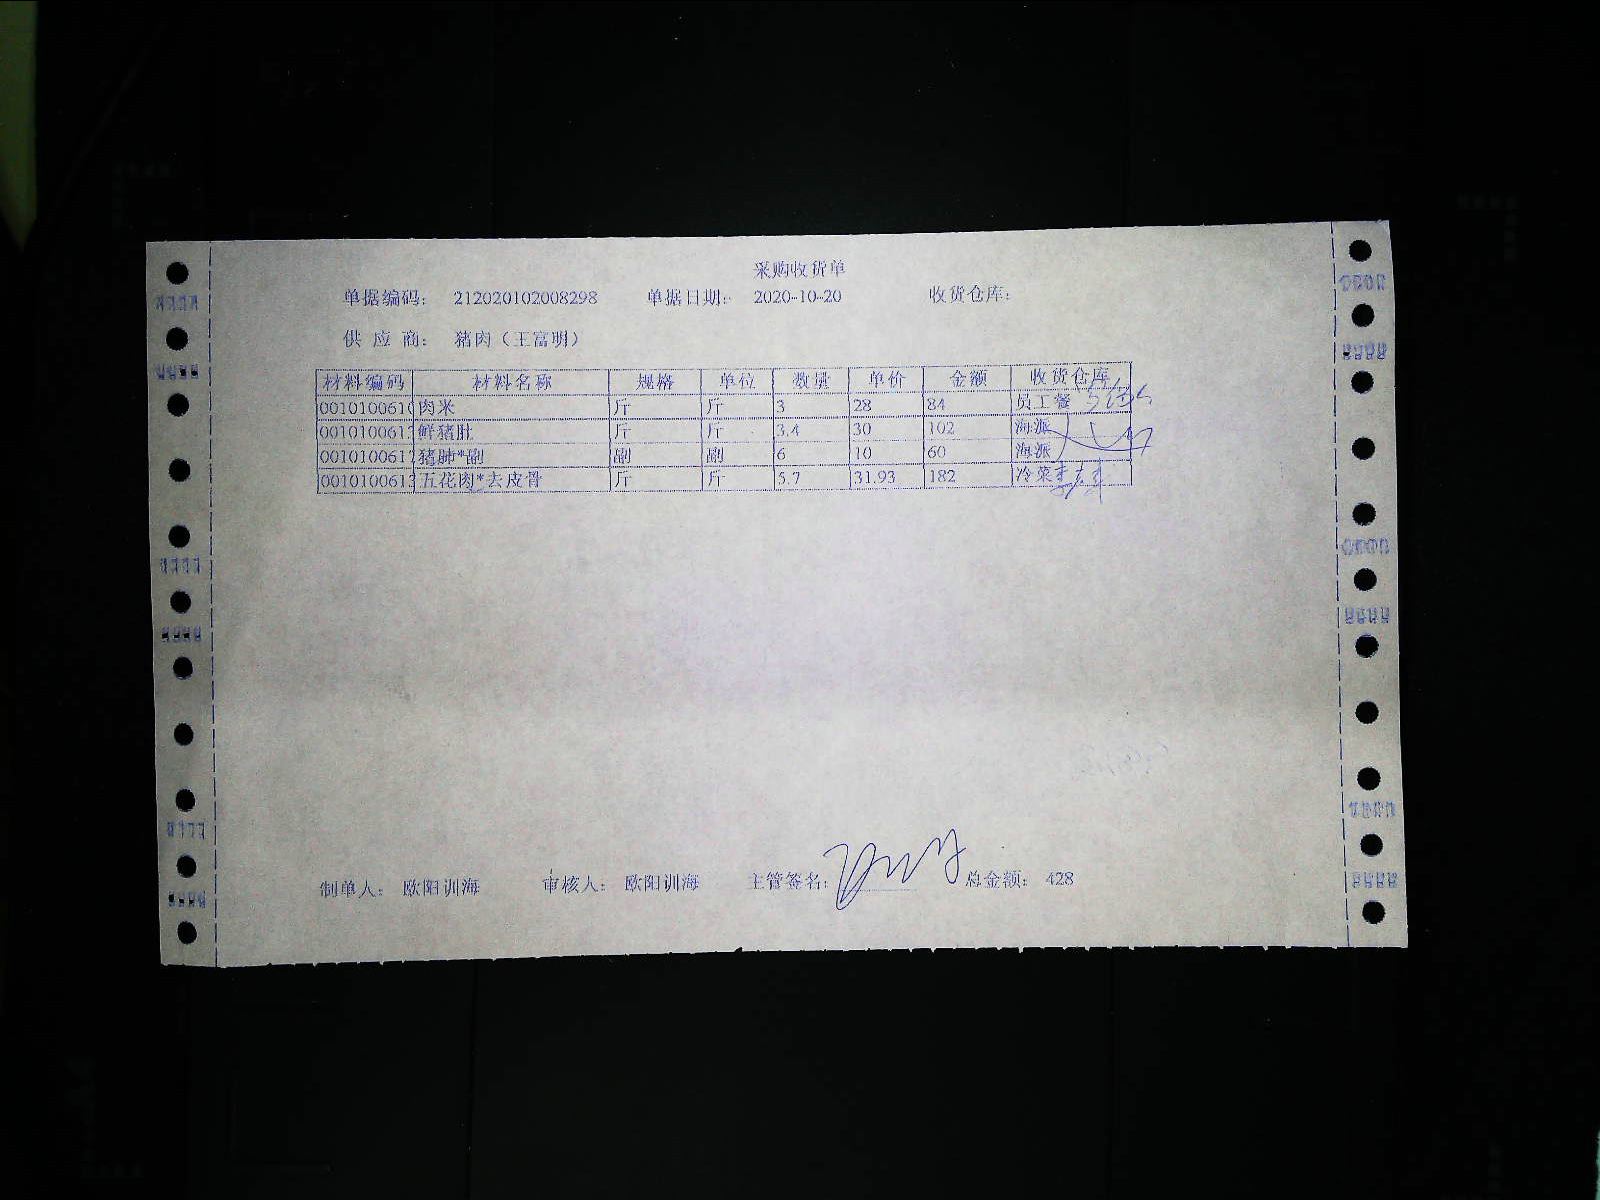 采购收货单
单据编码： 212020102008298 单据日期： 2020-10-20 收货仓库：
供 应 商： 猪肉（王富明）
材料编码 材料名称 规格 单位 数量 单价 金额 收货仓库
0010100610 肉米 斤 斤 3 28 84 员工餐
0010100613 鲜猪肚 斤 斤 3.4 30 102 海派
0010100617 猪肺*副 副 副 6 10 60 海派
0010100613 五花肉*去皮骨 斤 斤 5.7 31.93 182 冷菜
制单人： 欧阳训海 审核人： 欧阳训海 主管签名： 总金额： 428